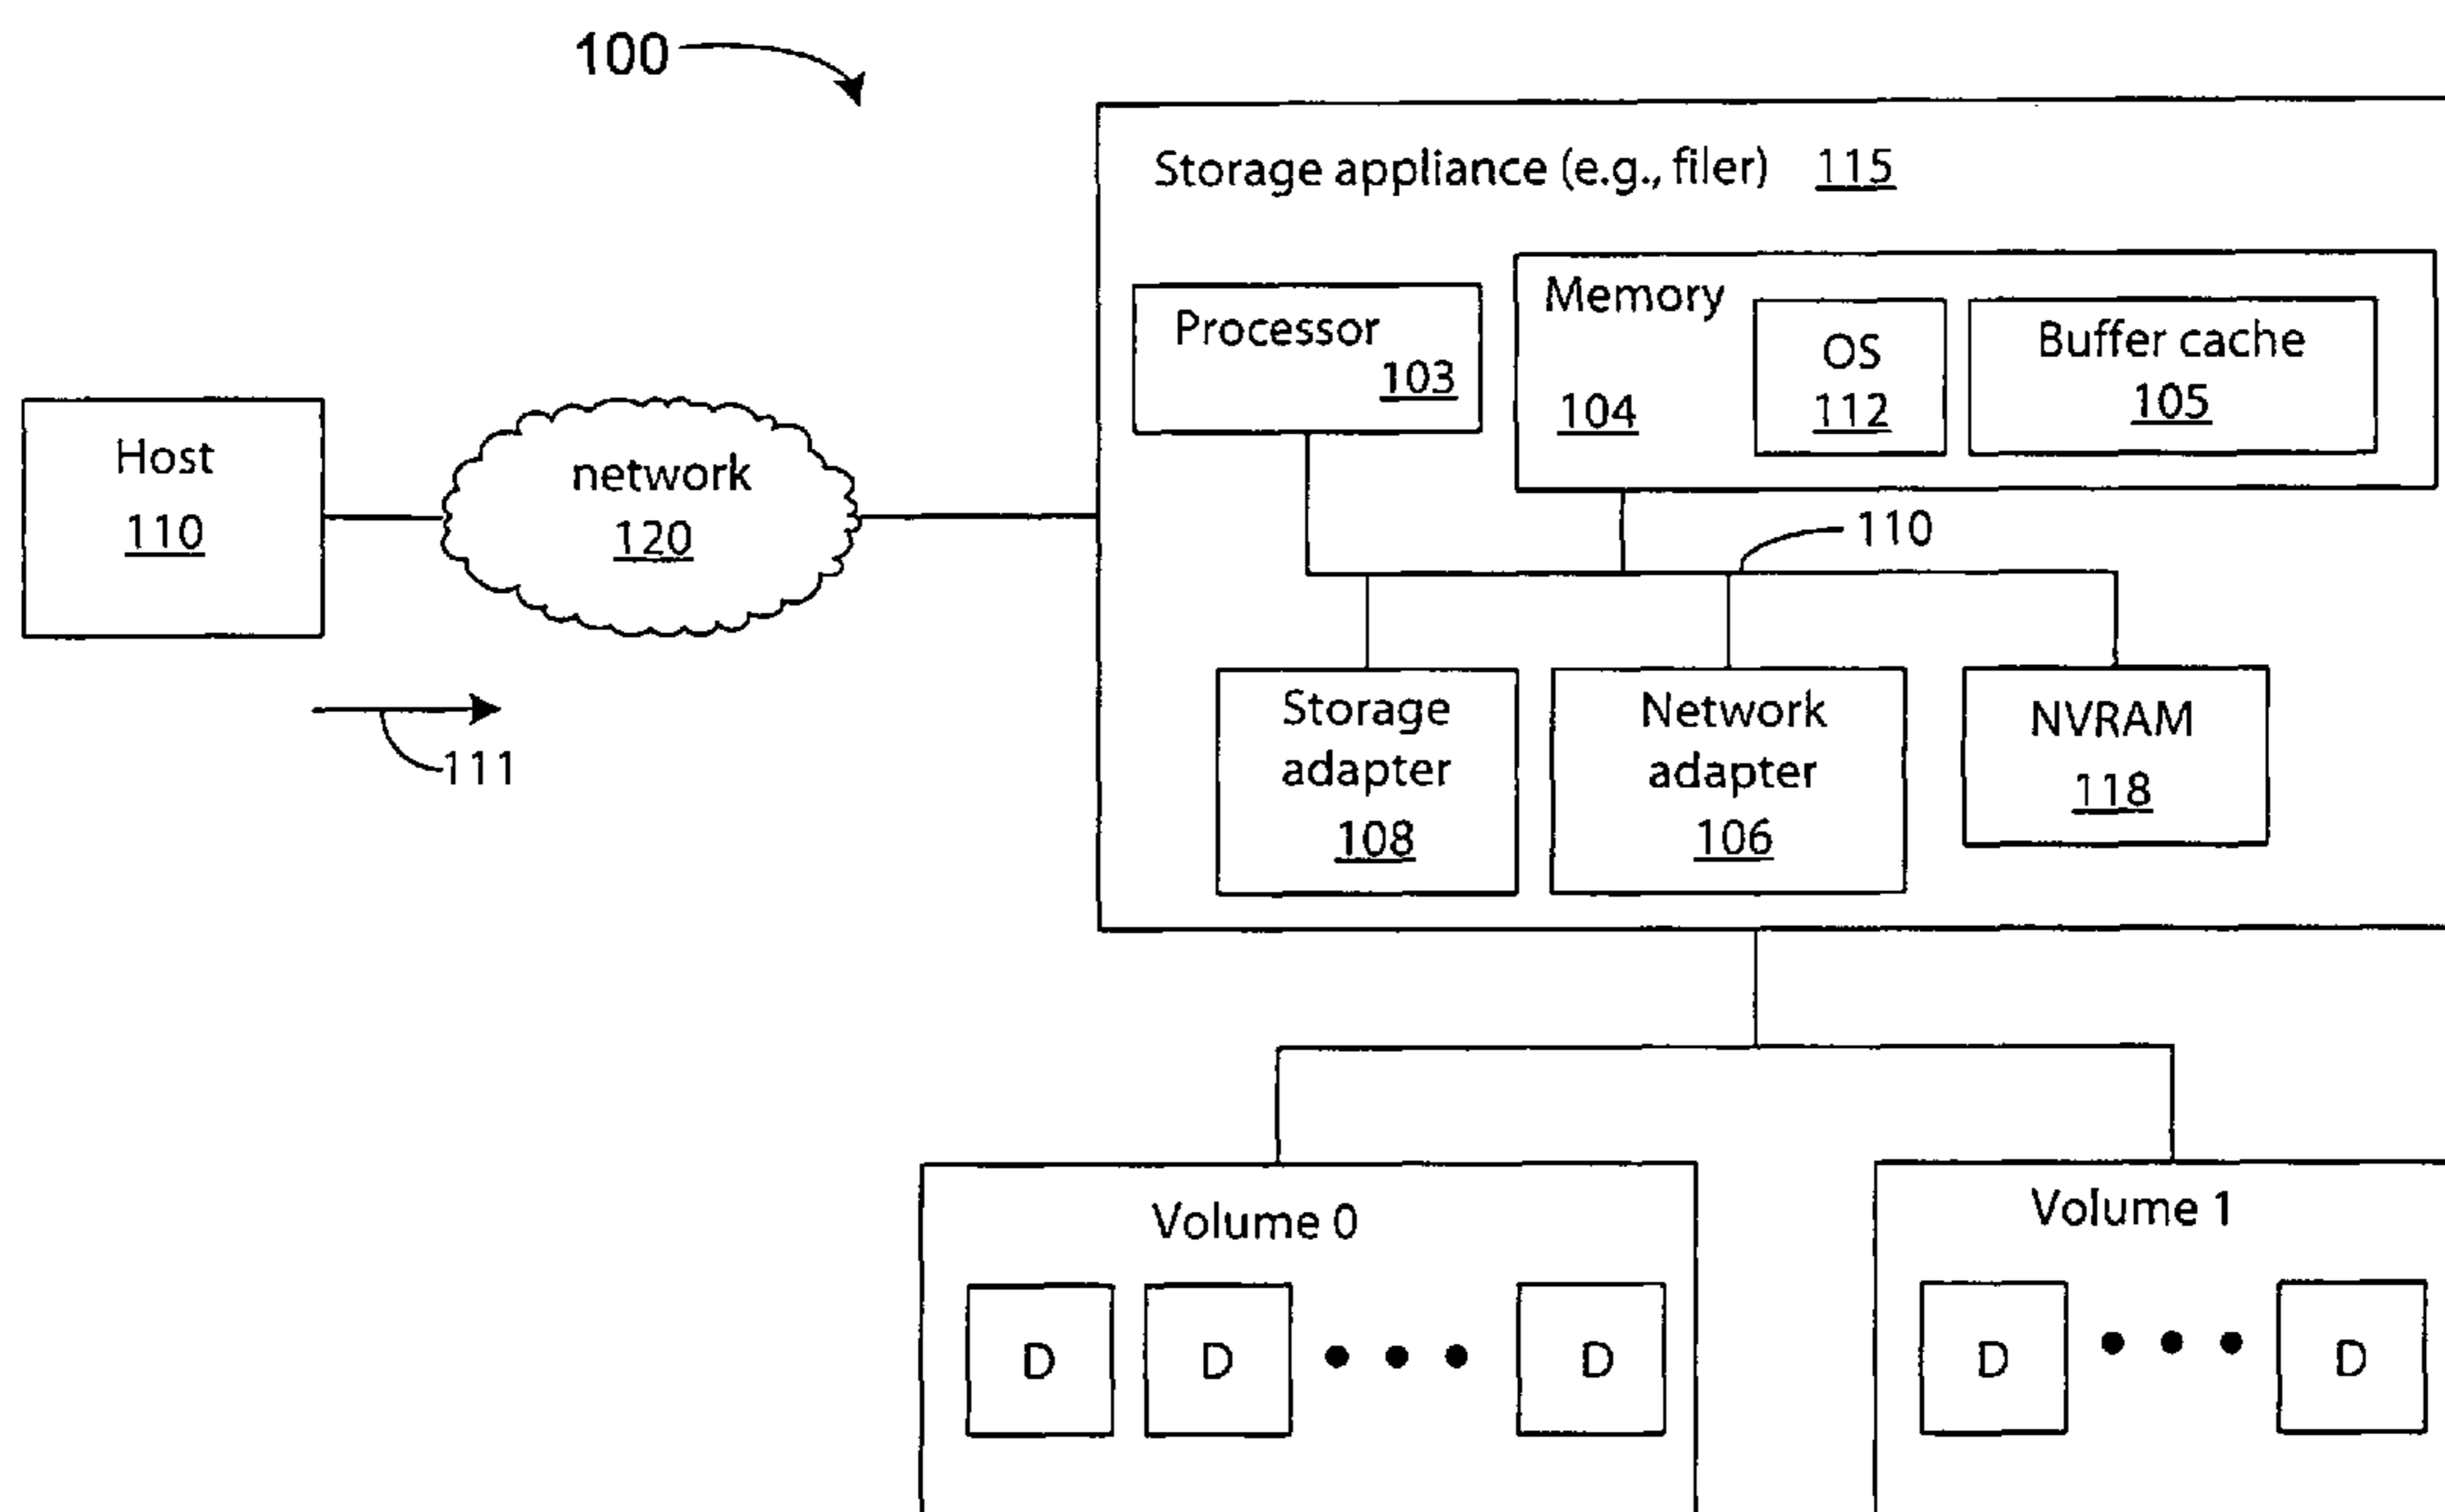 100
Storage appliance (e.g., filer) 115
Processor
103
Memory
104
OS
112
Buffer cache
105
Host
110
network
120
110
111
Storage
adapter
108
Network
adapter
106
NVRAM
118
Volume 0
D D D
Volume 1
D D